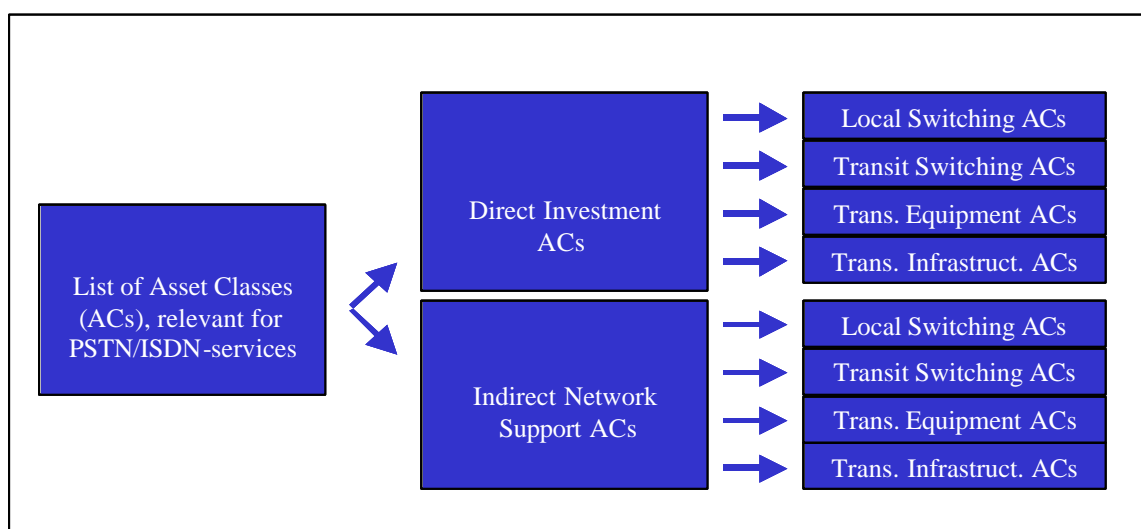 List of Asset Classes
(ACs), relevant for
PSTN/ISDN-services
Direct Investment
ACs
Local Switching ACs
Transit Switching ACs
Trans. Equipment ACs
Trans. Infrastruct. ACs
Indirect Network
Support ACs
Local Switching ACs
Transit Switching ACs
Trans. Equipment ACs
Trans. Infrastruct. ACs